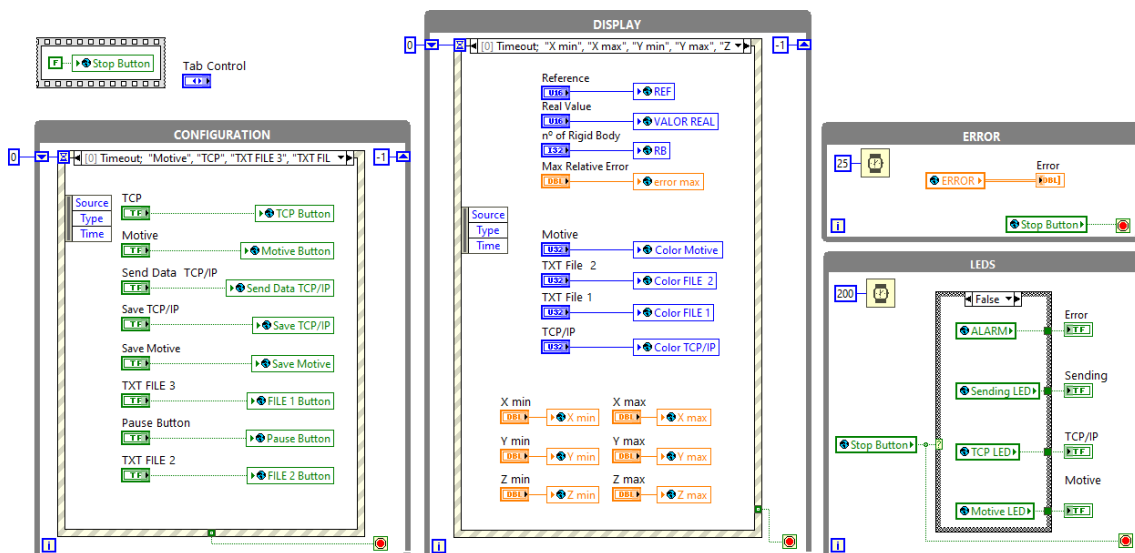 F
Stop Button
Tab Control
CONFIGURATION
0
[0] Timeout; "Motive", "TCP", "TXT FILE 3", "TXT FIL
-1
Source
Type
Time
TCP
TF
TCP Button
Motive
TF
Motive Button
Send Data TCP/IP
TF
Send Data TCP/IP
Save TCP/IP
TF
Save TCP/IP
Save Motive
TF
Save Motive
TXT FILE 3
TF
FILE 1 Button
Pause Button
TF
Pause Button
TXT FILE 2
TF
FILE 2 Button
i
DISPLAY
0
[0] Timeout; "X min", "X max", "Y min", "Y max", "Z
-1
Reference
U16
REF
Real Value
U16
VALOR REAL
nº of Rigid Body
I32
RB
Max Relative Error
DBL
error max
Source
Type
Time
Motive
U32
Color Motive
TXT File 2
U32
Color FILE 2
TXT File 1
U32
Color FILE 1
TCP/IP
U32
Color TCP/IP
X min
DBL
X min
X max
DBL
X max
Y min
DBL
Y min
Y max
DBL
Y max
Z min
DBL
Z min
Z max
DBL
Z max
i
ERROR
25
ERROR
Error
DBL
Stop Button
i
LEDS
200
False
ALARM
Error
TF
Sending LED
Sending
TF
Stop Button
?
TCP LED
TCP/IP
TF
Motive LED
Motive
TF
i